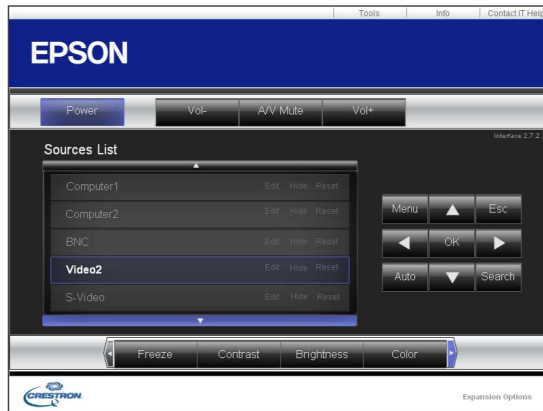 Tools Info Contact IT Help
EPSON
Power Vol- A/V Mute Vol+
Interface 2.7.2.
Sources List
Computer1 Edit Hide Reset
Computer2 Edit Hide Reset
BNC Edit Hide Reset
Video2 Edit Hide Reset
S-Video Edit Hide Reset
Menu Esc
OK
Auto Search
Freeze Contrast Brightness Color
CRESTRON
Expansion Options